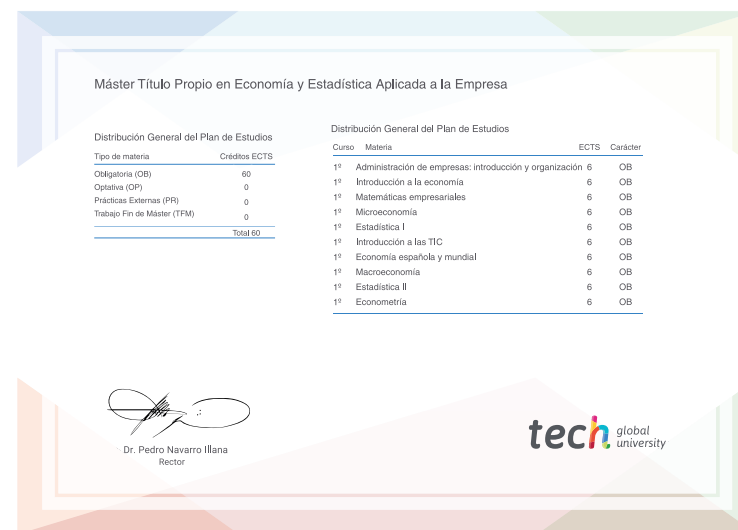 Máster Título Propio en Economía y Estadística Aplicada a la Empresa
Distribución General del Plan de Estudios
Tipo de materia Créditos ECTS
Obligatoria (OB) 60
Optativa (OP) 0
Prácticas Externas (PR) 0
Trabajo Fin de Máster (TFM) 0
Total 60
Distribución General del Plan de Estudios
Curso Materia ECTS Carácter
1º Administración de empresas: introducción y organización 6 OB
1º Introducción a la economía 6 OB
1º Matemáticas empresariales 6 OB
1º Microeconomía 6 OB
1º Estadística I 6 OB
1º Introducción a las TIC 6 OB
1º Economía española y mundial 6 OB
1º Macroeconomía 6 OB
1º Estadística II 6 OB
1º Econometría 6 OB
Dr. Pedro Navarro Illana
Rector
tech global
university